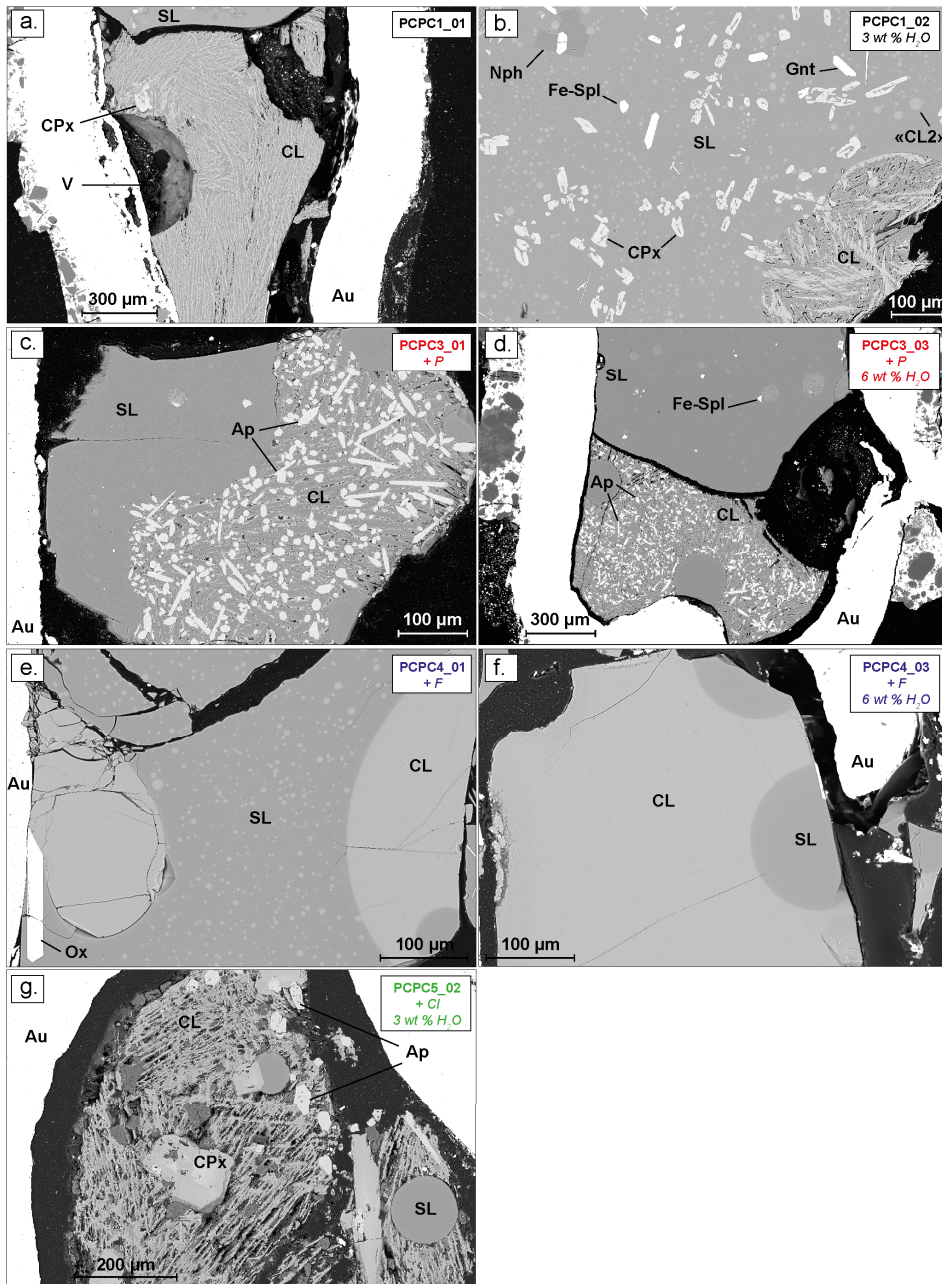 a.
PCPC1_01
SL
CPx
CL
V
Au
300 µm
b.
PCPC1_02
3 wt % H2O
Nph
Gnt
Fe-Spl
«CL2»
SL
CPx
CL
100 µm
c.
PCPC3_01
+ P
SL
Ap
CL
Au
100 µm
d.
PCPC3_03
+ P
6 wt % H2O
SL
Fe-Spl
Ap
CL
300 µm
Au
e.
PCPC4_01
+ F
CL
Au
SL
Ox
100 µm
f.
PCPC4_03
+ F
6 wt % H2O
Au
CL
SL
100 µm
g.
PCPC5_02
+ Cl
3 wt % H2O
CL
Au
Ap
CPx
SL
200 µm